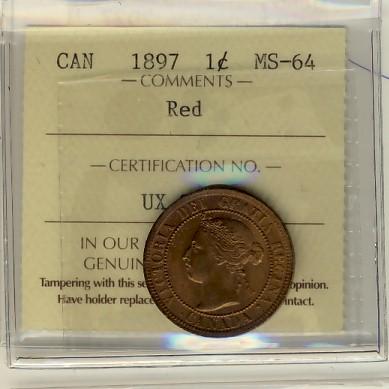 CAN 1897 1¢ MS-64
— COMMENTS —
Red
— CERTIFICATION NO. —
UX
IN OUR
GENUIN
Tampering with this se opinion.
Have holder replace intact.
VICTORIA DEI GRATIA REGINA
CANADA